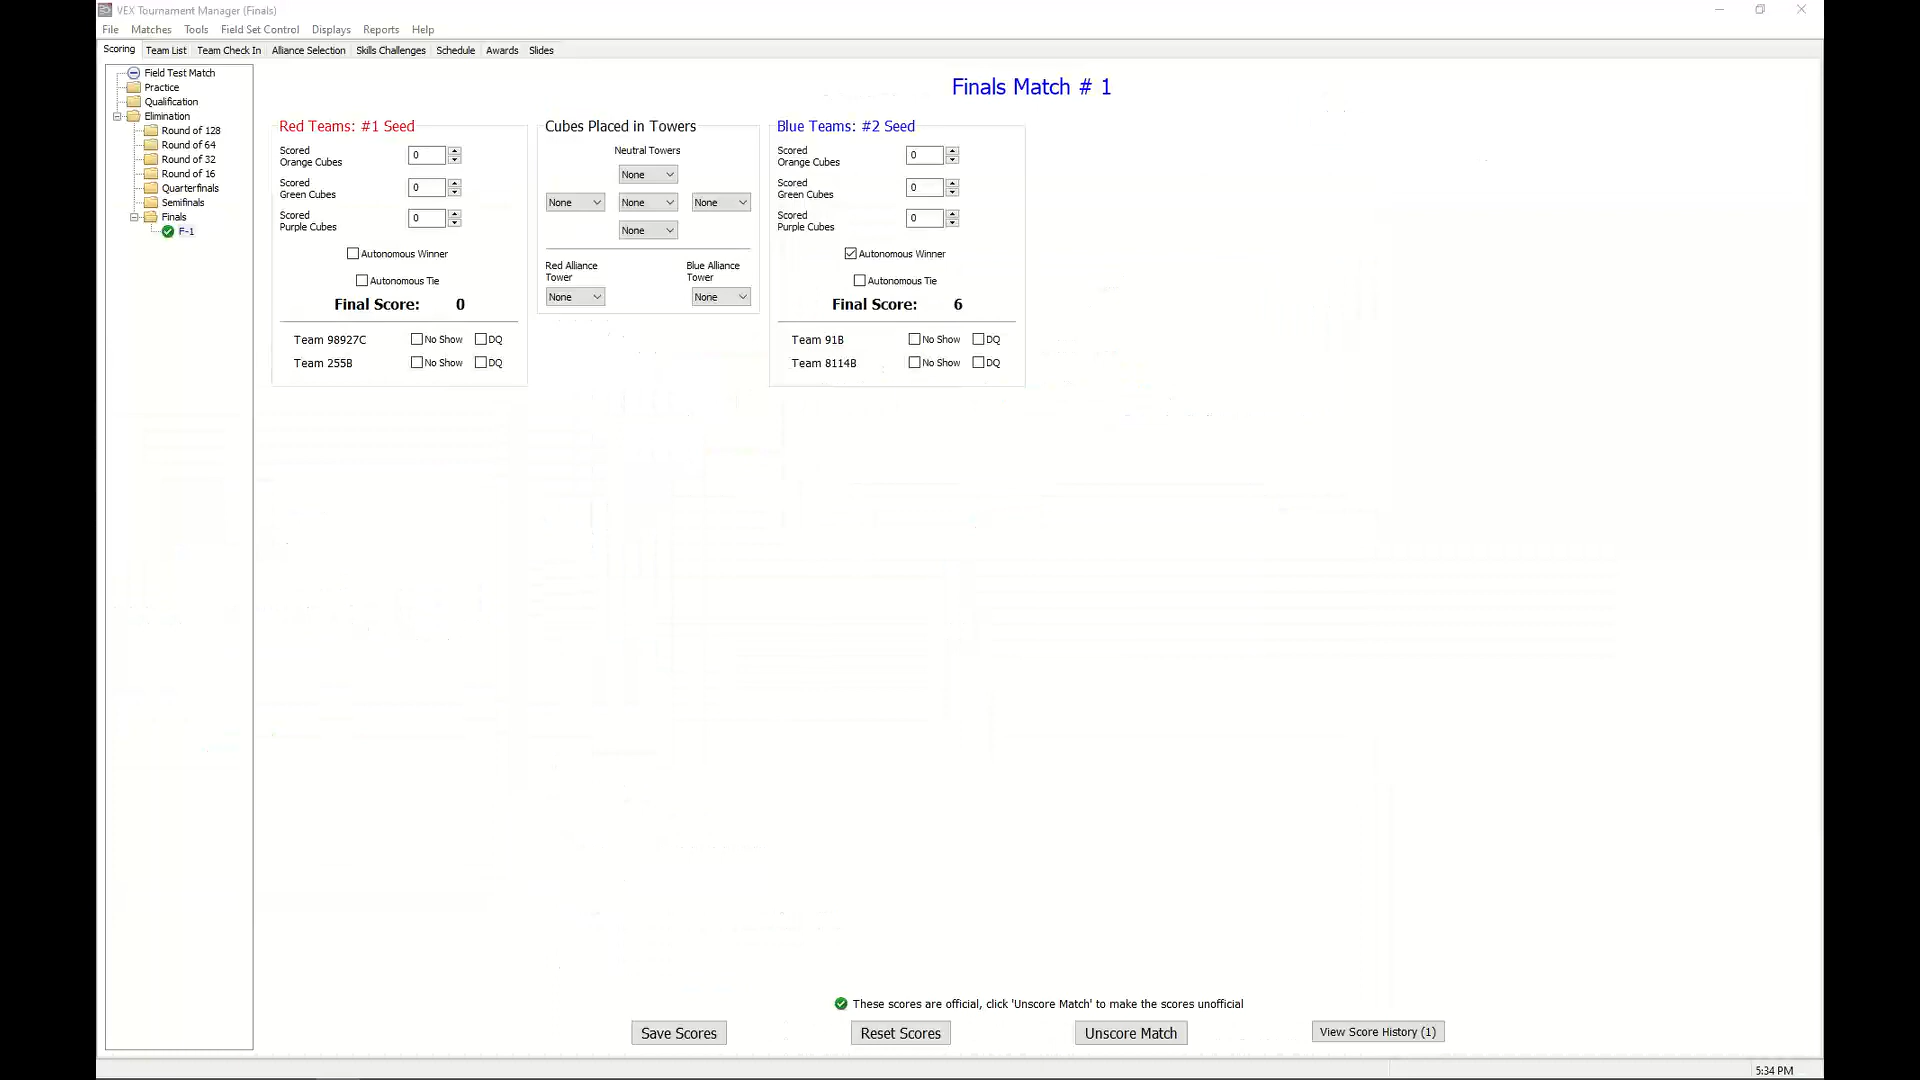 VEX Tournament Manager (Finals)
File Matches Tools Field Set Control Displays Reports Help
Scoring Team List Team Check In Alliance Selection Skills Challenges Schedule Awards Slides
Field Test Match
Practice
Qualification
Elimination
Round of 128
Round of 64
Round of 32
Round of 16
Quarterfinals
Semifinals
Finals
F-1
Finals Match # 1
Red Teams: #1 Seed
Scored
Orange Cubes
0
Scored
Green Cubes
0
Scored
Purple Cubes
0
Autonomous Winner
Autonomous Tie
Final Score: 0
Team 98927C No Show DQ
Team 255B No Show DQ
Cubes Placed in Towers
Neutral Towers
None
None None None
None
Red Alliance
Tower
None
Blue Alliance
Tower
None
Blue Teams: #2 Seed
Scored
Orange Cubes
0
Scored
Green Cubes
0
Scored
Purple Cubes
0
Autonomous Winner
Autonomous Tie
Final Score: 6
Team 91B No Show DQ
Team 8114B No Show DQ
These scores are official, click 'Unscore Match' to make the scores unofficial
Save Scores Reset Scores Unscore Match View Score History (1)
5:34 PM